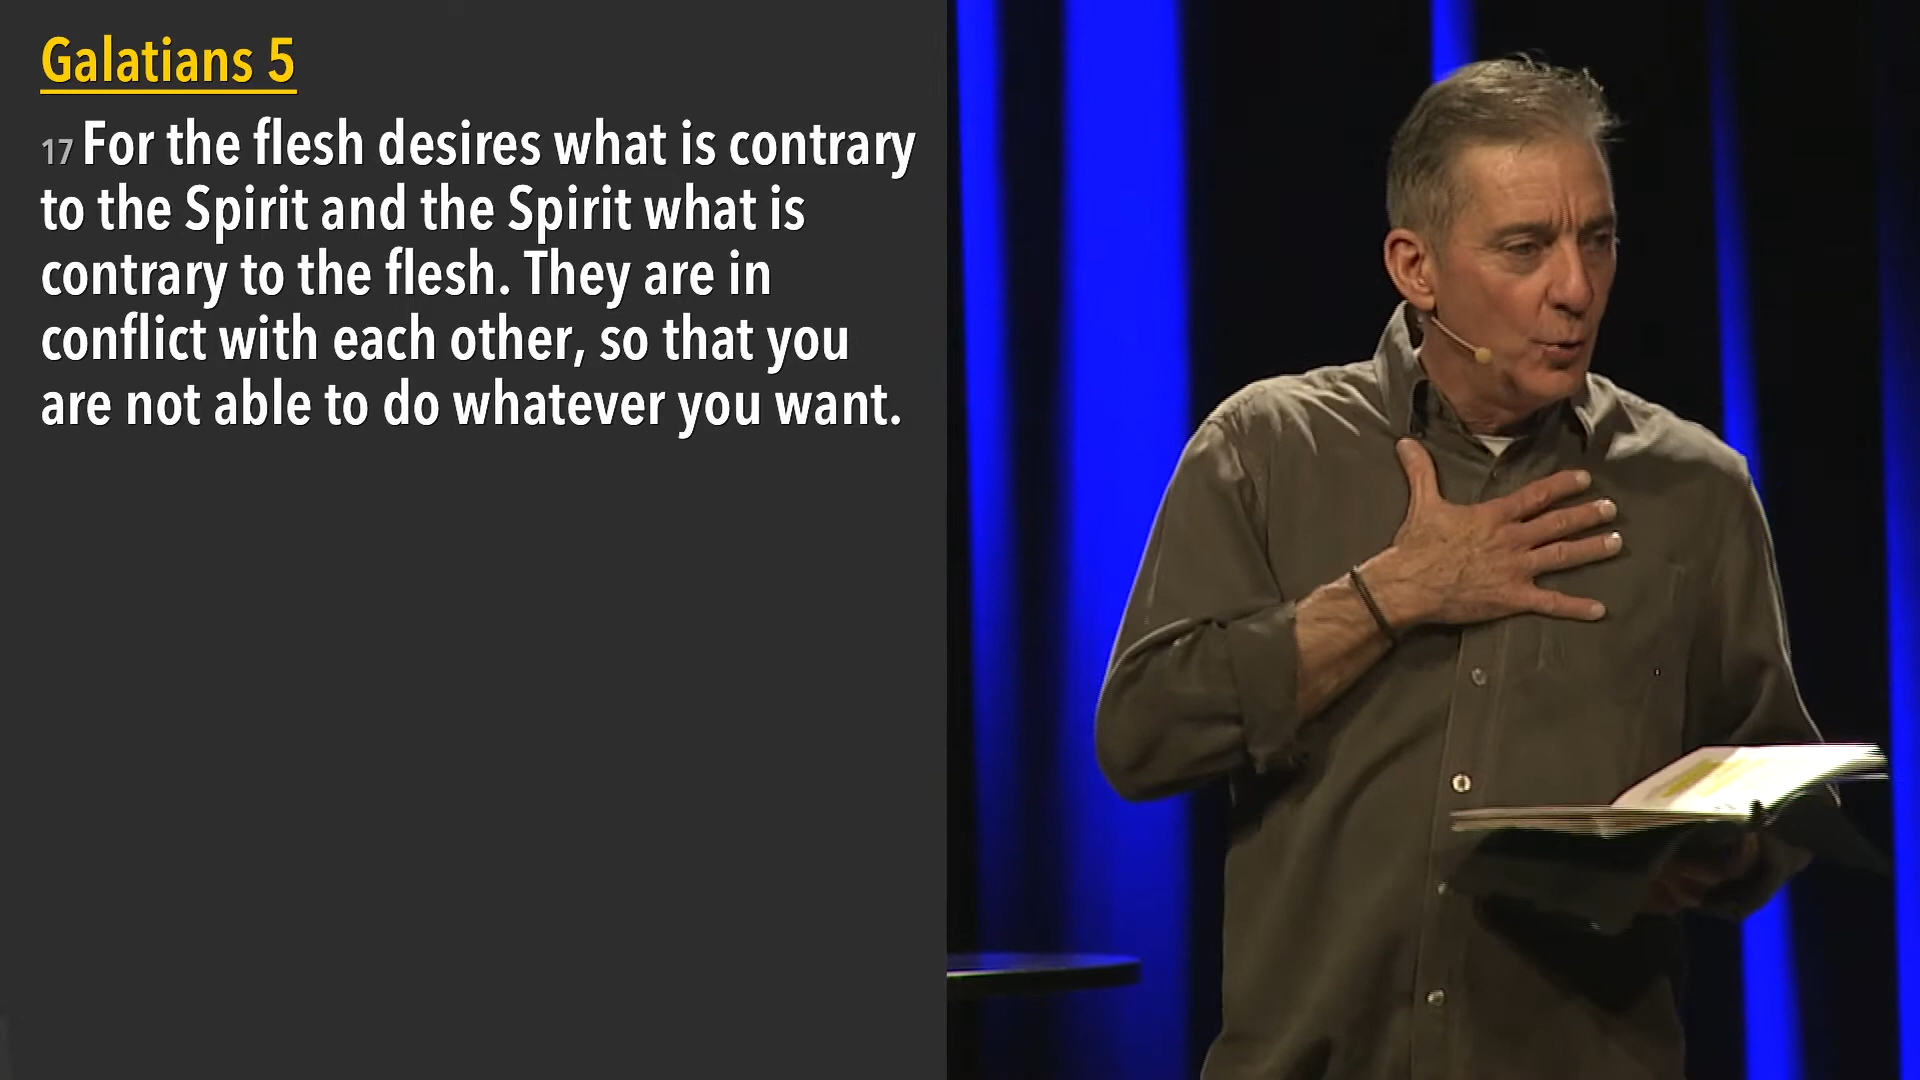 Galatians 5
17 For the flesh desires what is contrary
to the Spirit and the Spirit what is
contrary to the flesh. They are in
conflict with each other, so that you
are not able to do whatever you want.